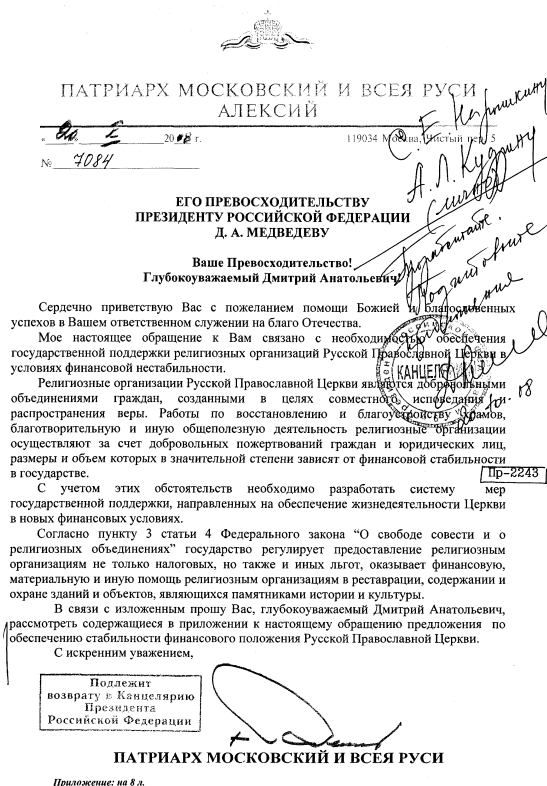 ПАТРИАРХ МОСКОВСКИЙ И ВСЕЯ РУСИ
АЛЕКСИЙ
2008 г.
119034 Москва, Чистый пер. 5
№ 7084
С. Е. Нарышкину
А. Л. Кудрину
ЕГО ПРЕВОСХОДИТЕЛЬСТВУ
ПРЕЗИДЕНТУ РОССИЙСКОЙ ФЕДЕРАЦИИ
Д. А. МЕДВЕДЕВУ
Ваше Превосходительство!
Глубокоуважаемый Дмитрий Анатольевич!
Проработайте.
Подготовьте
Сердечно приветствую Вас с пожеланием помощи Божией и благословенных
успехов в Вашем ответственном служении на благо Отечества.
Мое настоящее обращение к Вам связано с необходимостью обеспечения
государственной поддержки религиозных организаций Русской Православной Церкви в
условиях финансовой нестабильности.
КАНЦЕЛ
Религиозные организации Русской Православной Церкви являются добровольными
объединениями граждан, созданными в целях совместного исповедания и
распространения веры. Работы по восстановлению и благоустройству храмов,
благотворительную и иную общеполезную деятельность религиозные организации
осуществляют за счет добровольных пожертвований граждан и юридических лиц,
размеры и объем которых в значительной степени зависят от финансовой стабильности
в государстве.
Пр-2243
С учетом этих обстоятельств необходимо разработать систему мер
государственной поддержки, направленных на обеспечение жизнедеятельности Церкви
в новых финансовых условиях.
Согласно пункту 3 статьи 4 Федерального закона “О свободе совести и о
религиозных объединениях” государство регулирует предоставление религиозным
организациям не только налоговых, но также и иных льгот, оказывает финансовую,
материальную и иную помощь религиозным организациям в реставрации, содержании и
охране зданий и объектов, являющихся памятниками истории и культуры.
В связи с изложенным прошу Вас, глубокоуважаемый Дмитрий Анатольевич,
рассмотреть содержащиеся в приложении к настоящему обращению предложения по
обеспечению стабильности финансового положения Русской Православной Церкви.
С искренним уважением,
Подлежит
возврату в Канцелярию
Президента
Российской Федерации
ПАТРИАРХ МОСКОВСКИЙ И ВСЕЯ РУСИ
Приложение: на 8 л.